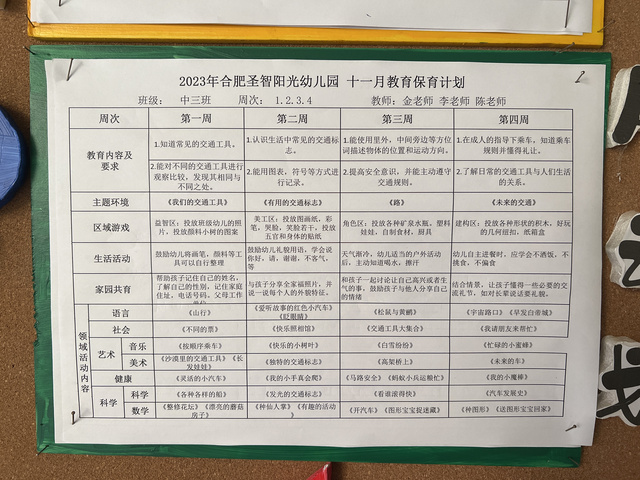 2023年合肥圣智阳光幼儿园 十一月教育保育计划
班级： 中三班 周次： 1.2.3.4 教师：金老师 李老师 陈老师
周次 第一周 第二周 第三周 第四周
教育内容及要求
1.知道常见的交通工具。
1.认识生活中常见的交通标志。
1.能使用里外，中间旁边等方位词描述物体的位置和运动方向。
1.在成人的指导下乘车，知道乘车规则并懂得礼让。
2.能对不同的交通工具进行观察比较，发现其相同与不同之处。
2.能用图表，符号等方式进行记录。
2.提高安全意识，并能主动遵守交通规则。
2.了解日常的交通工具与人们生活的关系。
主题环境 《我们的交通工具》 《有用的交通标志》 《路》 《未来的交通》
区域游戏
益智区：投放班级幼儿的照片，投放颜料小树的图案
美工区：投放图画纸，彩笔，哭脸，笑脸若干，投放五官和身体的贴纸
角色区：投放各种矿泉水瓶，塑料娃娃，自制食材，厨具
建构区：投放各种形状的积木，好玩的几何纽扣，纸箱盒
生活活动
鼓励幼儿将画笔，颜料等工具可以自行整理
鼓励幼儿礼貌用语，学会说你好，请，谢谢，不客气，等
天气渐冷，幼儿适当的户外活动后，主动知道喝水，擦汗
幼儿自主进餐时，应学会不洒饭，不挑食，不偏食
家园共育
帮助孩子记住自己的姓名，了解自己的性别，记住家庭住址，电话号码，父母工作
与孩子分享全家福照片，并说一说每个人的外貌特征。
和孩子一起讨论让自己高兴或者生气的事，鼓励孩子与他人分享自己的情绪
结合情景，让孩子懂得一些必要的交流礼节，如对长辈说话要礼貌。
领域活动内容
语言 《山行》 《爱听故事的红色小汽车》《眨眼睛》 《松鼠与黄鹂》 《宇宙路口》《早发白帝城》
社会 《不同的票》 《快乐照相馆》 《交通工具大集合》 《我请朋友来帮忙》
艺术 音乐 《按顺序乘车》 《快乐的小树叶》 《白雪纷纷》 《忙碌的小蜜蜂》
美术 《沙漠里的交通工具》《长发娃娃》 《独特的交通标志》 《高架桥上》 《未来的车》
健康 《灵活的小汽车》 《我的小手真会爬》 《马路安全》《蚂蚁小兵运粮忙》 《我的小魔棒》
科学 科学 《各种各样的船》 《发光的交通标志》 《看谁滚得快》 《汽车发展史》
数学 《整修花坛》《漂亮的蘑菇房子》 《种仙人掌》《有趣的活动》 《开汽车》《图形宝宝捉迷藏》 《种图形》《送图形宝宝回家》